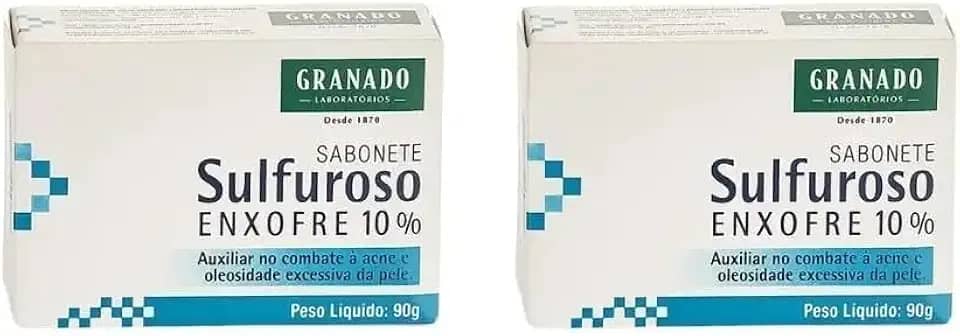 GRANADO
GRANADO
— LABORATÓRIOS —
Desde 1870
SABONETE
Sulfuroso
ENXOFRE 10%
Auxiliar no combate à acne e
oleosidade excessiva da pele.
Peso Líquido: 90g
GRANADO
GRANADO
— LABORATÓRIOS —
Desde 1870
SABONETE
Sulfuroso
ENXOFRE 10%
Auxiliar no combate à acne e
oleosidade excessiva da pele.
Peso Líquido: 90g